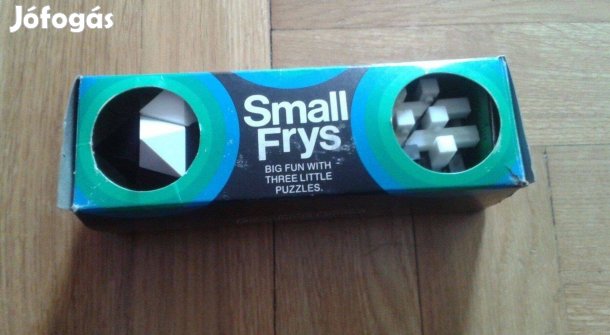 Jófogás
Small
Frys
BIG FUN WITH
THREE LITTLE
PUZZLES.